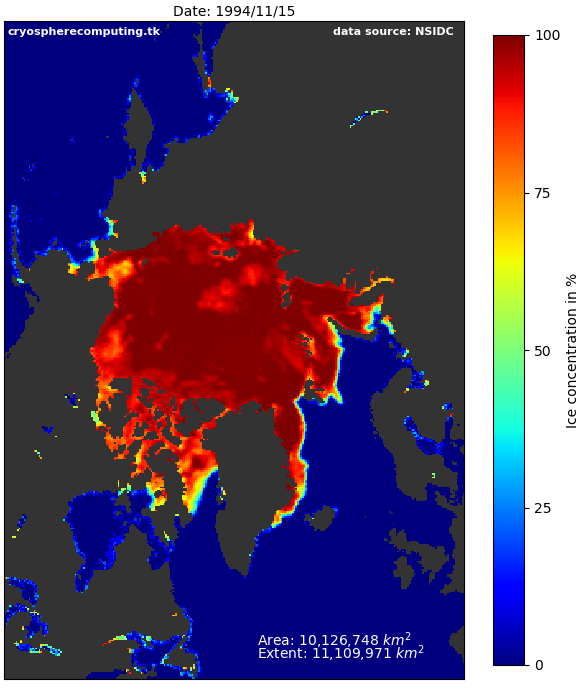 Date: 1994/11/15
cryospherecomputing.tk
data source: NSIDC
100
75
50
25
0
Ice concentration in %
Area: 10,126,748 km²
Extent: 11,109,971 km²